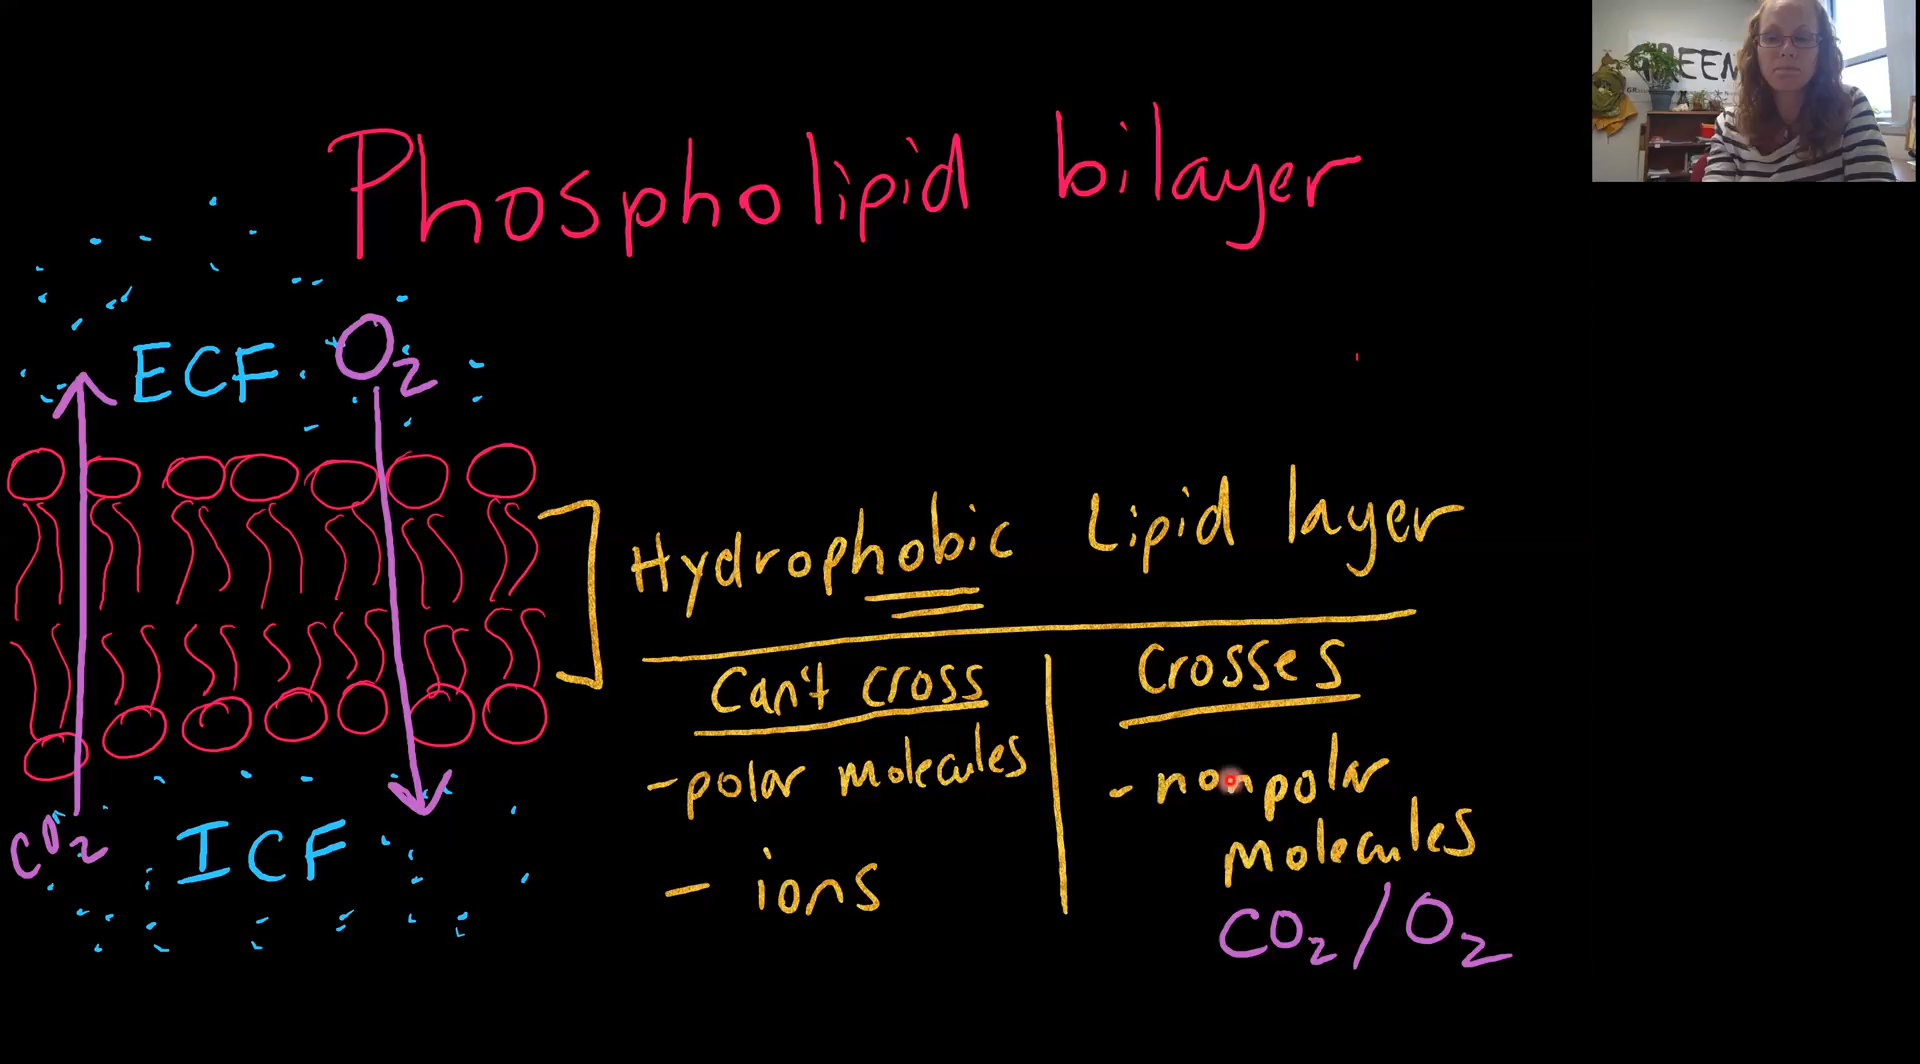 Phospholipid bilayer
ECF
O₂
Hydrophobic Lipid layer
Can't cross
- polar molecules
- ions
Crosses
- nonpolar
molecules
CO₂/O₂
CO₂
ICF
GREEN